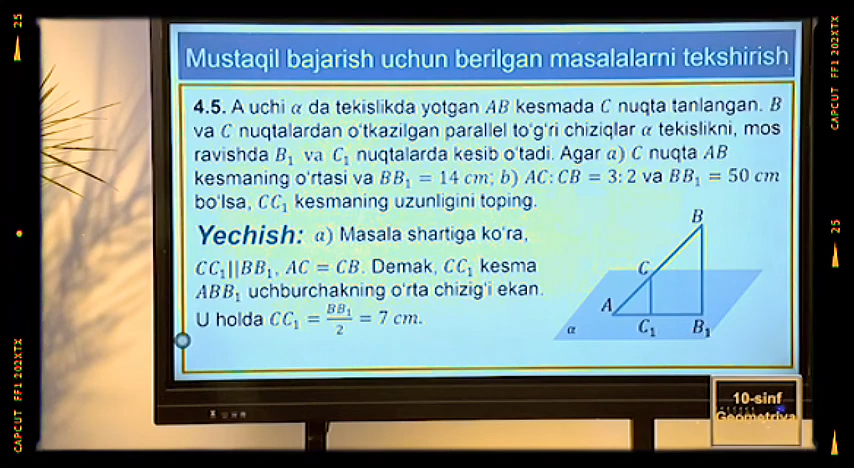 Mustaqil bajarish uchun berilgan masalalarni tekshirish
4.5. A uchi α da tekislikda yotgan AB kesmada C nuqta tanlangan. B
va C nuqtalardan o'tkazilgan parallel to'g'ri chiziqlar α tekislikni, mos
ravishda B₁ va C₁ nuqtalarda kesib o'tadi. Agar a) C nuqta AB
kesmaning o'rtasi va BB₁ = 14 cm; b) AC: CB = 3: 2 va BB₁ = 50 cm
bo'lsa, CC₁ kesmaning uzunligini toping.
Yechish: a) Masala shartiga ko'ra,
CC₁||BB₁, AC = CB. Demak, CC₁ kesma
ABB₁ uchburchakning o'rta chizig'i ekan.
U holda CC₁ = BB₁/2 = 7 cm.
B
C
A
C₁
B₁
α
10-sinf
Geometriya
25
CAPCUT FF1 202XTX
CAPCUT FF1 202XTX
25